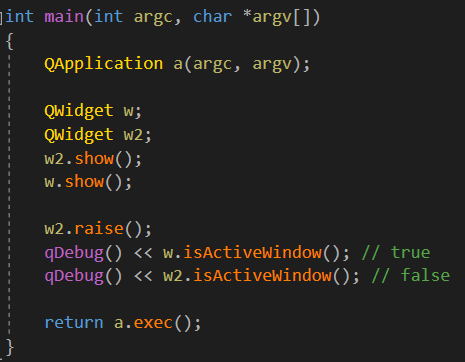 int main(int argc, char *argv[])
{
QApplication a(argc, argv);
QWidget w;
QWidget w2;
w2.show();
w.show();
w2.raise();
qDebug() << w.isActiveWindow(); // true
qDebug() << w2.isActiveWindow(); // false
return a.exec();
}